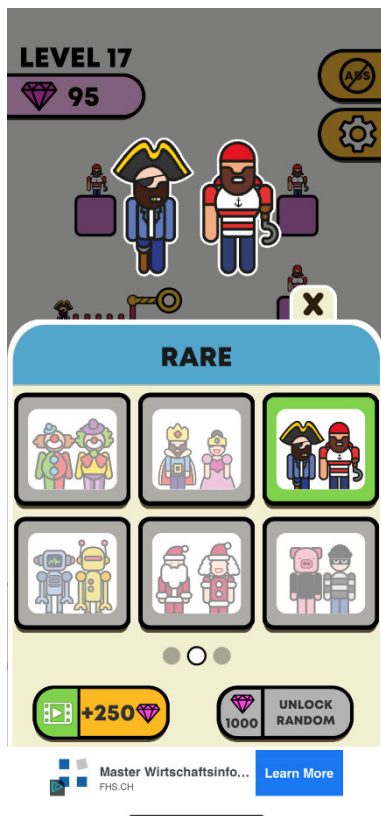 LEVEL 17
95
ADS
X
RARE
+250
1000
UNLOCK
RANDOM
Master Wirtschaftsinfo...
FHS.CH
Learn More